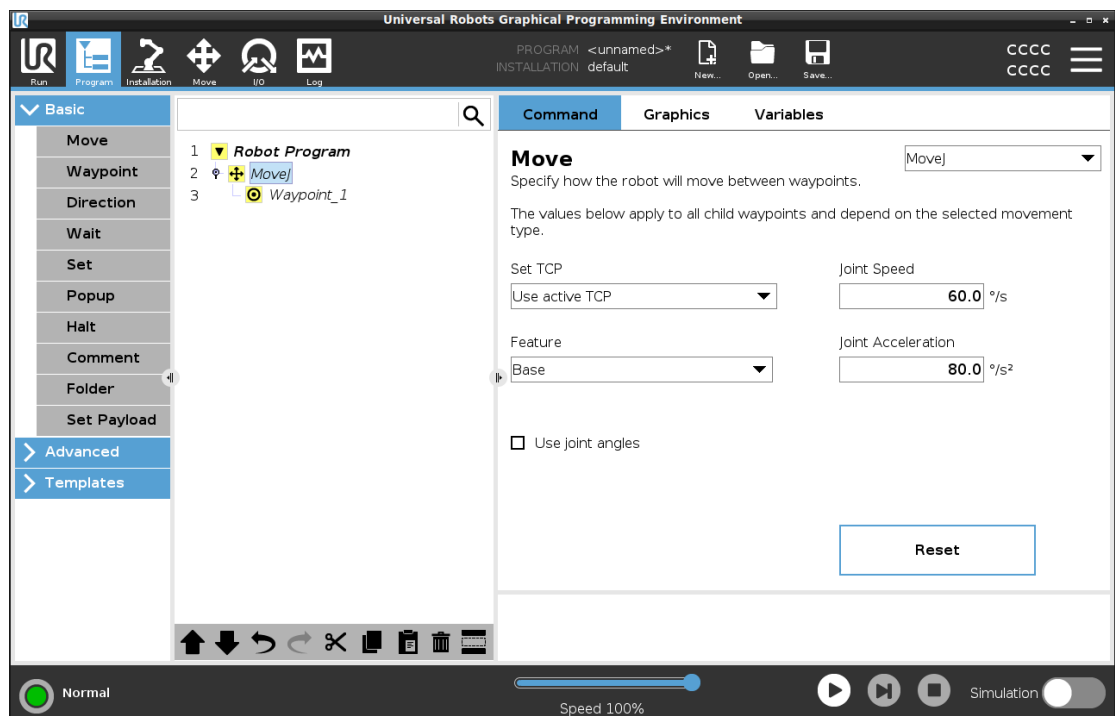 Universal Robots Graphical Programming Environment
UR
Run
Program
Installation
Move
I/O
Log
PROGRAM <unnamed>*
INSTALLATION default
New...
Open...
Save...
CCCC
CCCC
Basic
Move
Waypoint
Direction
Wait
Set
Popup
Halt
Comment
Folder
Set Payload
Advanced
Templates
1 Robot Program
2 MoveJ
3 Waypoint_1
Command Graphics Variables
Move
MoveJ
Specify how the robot will move between waypoints.
The values below apply to all child waypoints and depend on the selected movement
type.
Set TCP
Use active TCP
Joint Speed
60.0 °/s
Feature
Base
Joint Acceleration
80.0 °/s²
Use joint angles
Reset
Normal
Speed 100%
Simulation